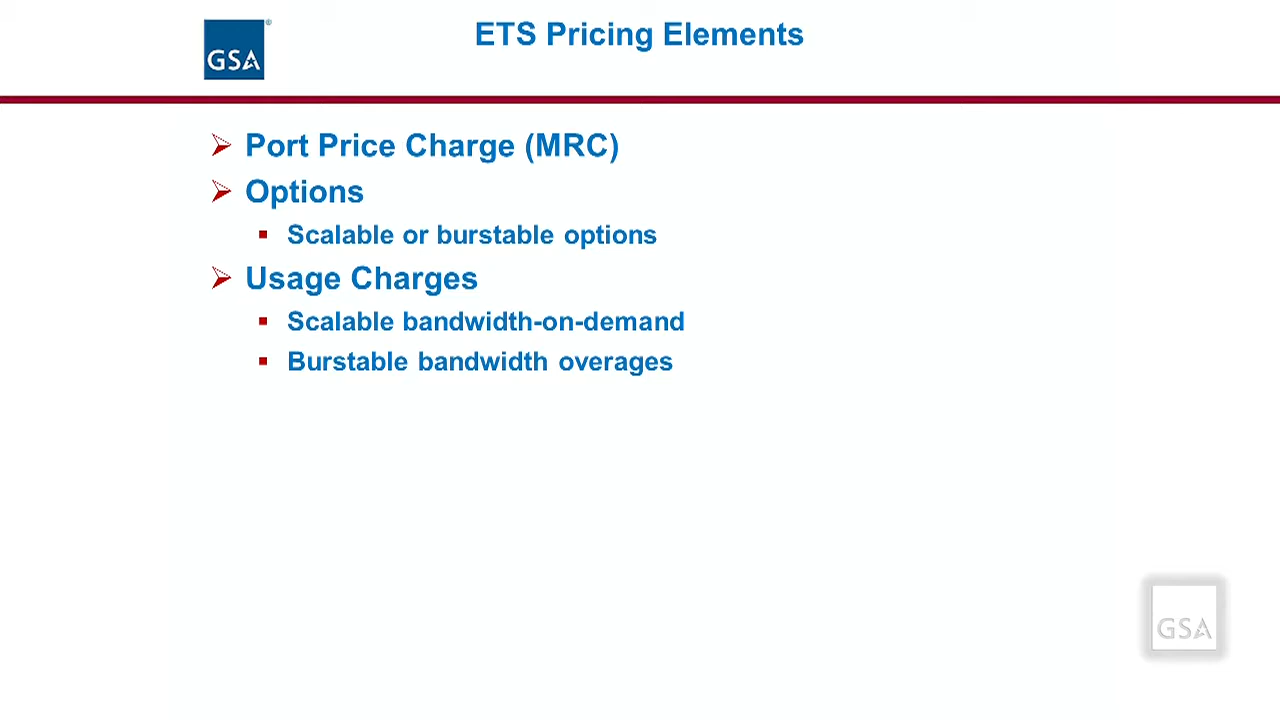 GSA
ETS Pricing Elements
Port Price Charge (MRC)
Options
Scalable or burstable options
Usage Charges
Scalable bandwidth-on-demand
Burstable bandwidth overages
GSA